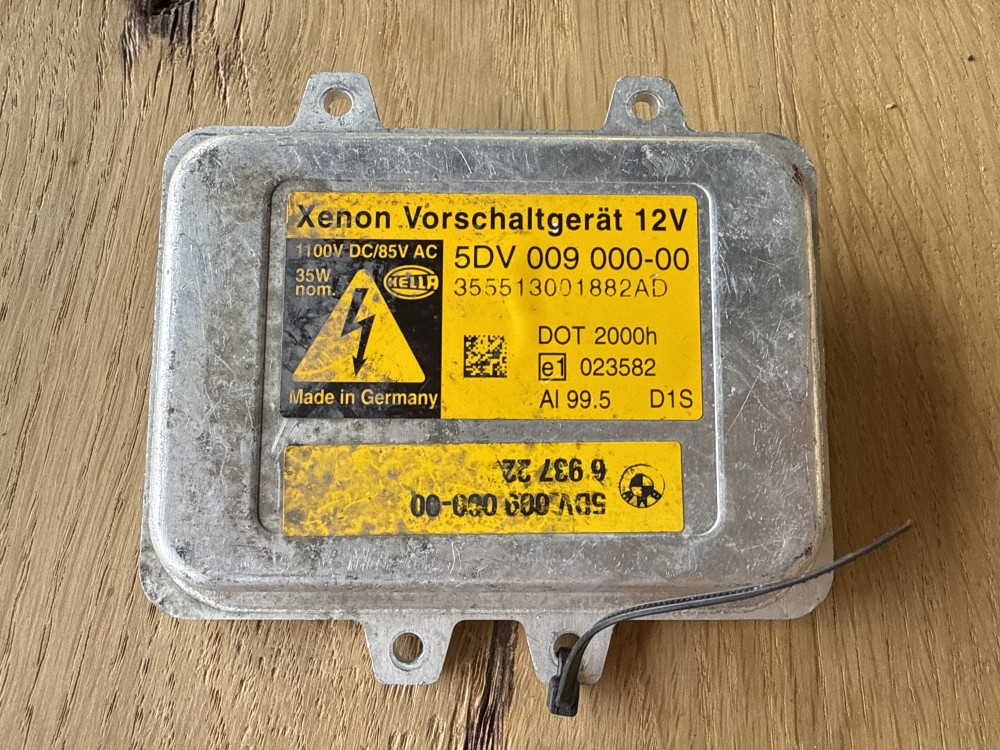 Xenon Vorschaltgerät 12V
1100V DC/85V AC
35W
nom.
HELLA
Made in Germany
5DV 009 000-00
355513001882AD
DOT 2000h
e1 023582
Al 99.5 D1S
BMW
5DV 009 000-00
6 937 22